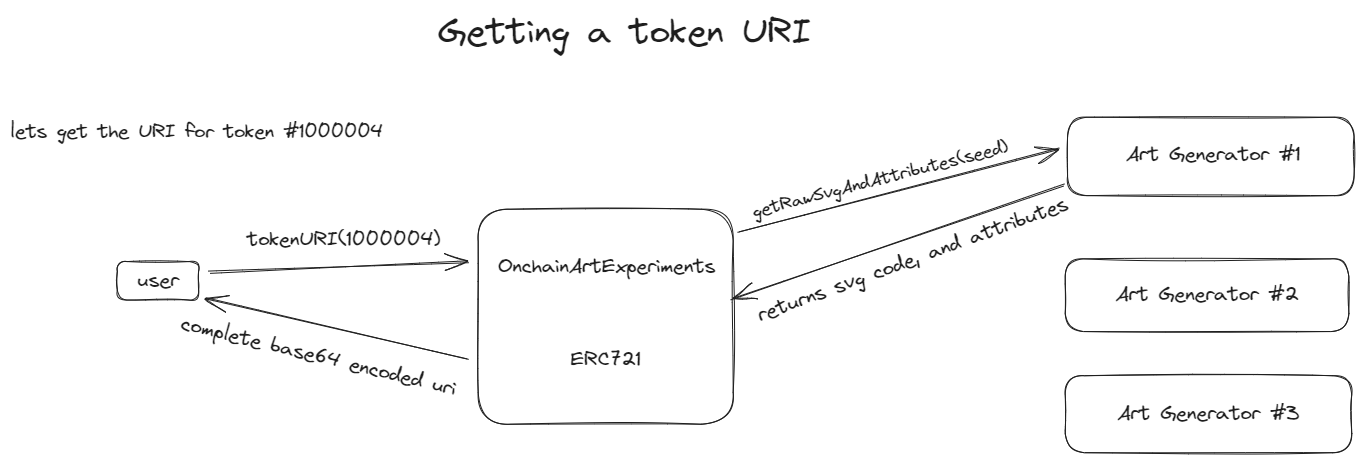 Getting a token URI
lets get the URI for token #1000004
tokenURI(1000004)
user
complete base64 encoded uri
OnchainArtExperiments
ERC721
getRawSvgAndAttributes(seed)
returns svg code, and attributes
Art Generator #1
Art Generator #2
Art Generator #3